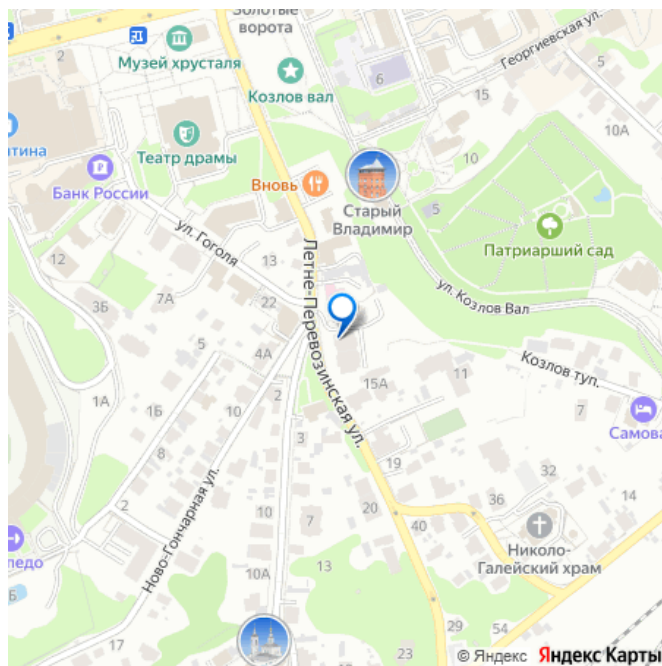 Золотые
ворота
2
Музей хрусталя
Козлов вал
6
Георгиевская ул.
5
15
10А
Театр драмы
Банк России
Вновь
10
Старый
Владимир
5
Патриарший сад
ул. Гоголя
12
13
7А
3Б
22
Летне-Перевозинская ул.
ул. Козлов Вал
5
4А
2
1А
1Б
10
15А
11
Козлов туп.
7
8
3
Ново-Гончарная ул.
19
36
32
14
2
7
20
40
Николо-
Галейский храм
10А
13
23
29
54
17
© Яндекс Яндекс Карты